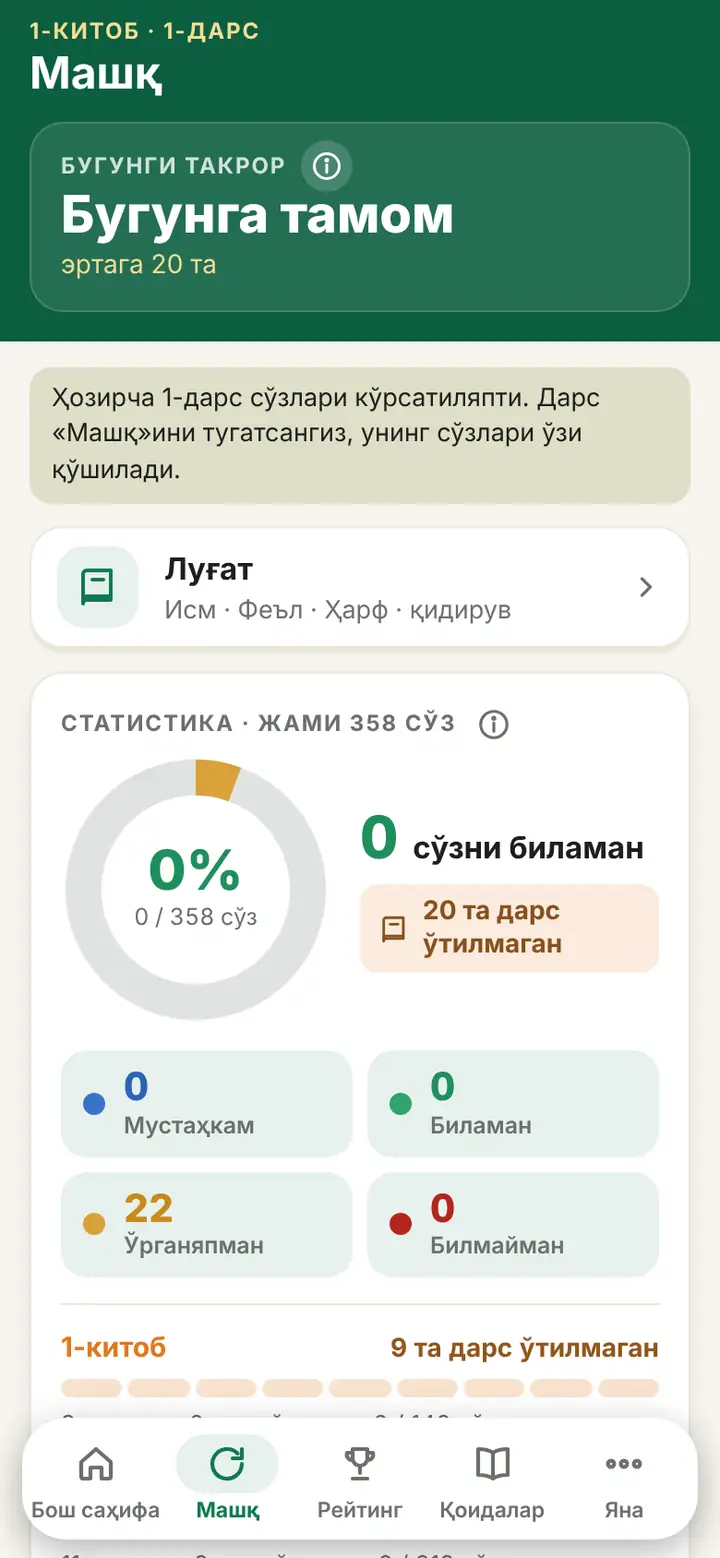 1-КИТОБ · 1-ДАРС
Машқ
БУГУНГИ ТАКРОР
Бугунга тамом
эртага 20 та
Ҳозирча 1-дарс сўзлари кўрсатиляпти. Дарс
«Машқ»ини тугатсангиз, унинг сўзлари ўзи
қўшилади.
Луғат
Исм · Феъл · Ҳарф · қидирув
СТАТИСТИКА · ЖАМИ 358 СЎЗ
0%
0 / 358 сўз
0 сўзни биламан
20 та дарс
ўтилмаган
0
Мустаҳкам
0
Биламан
22
Ўрганяпман
0
Билмайман
1-китоб
9 та дарс ўтилмаган
Бош саҳифа
Машқ
Рейтинг
Қоидалар
Яна